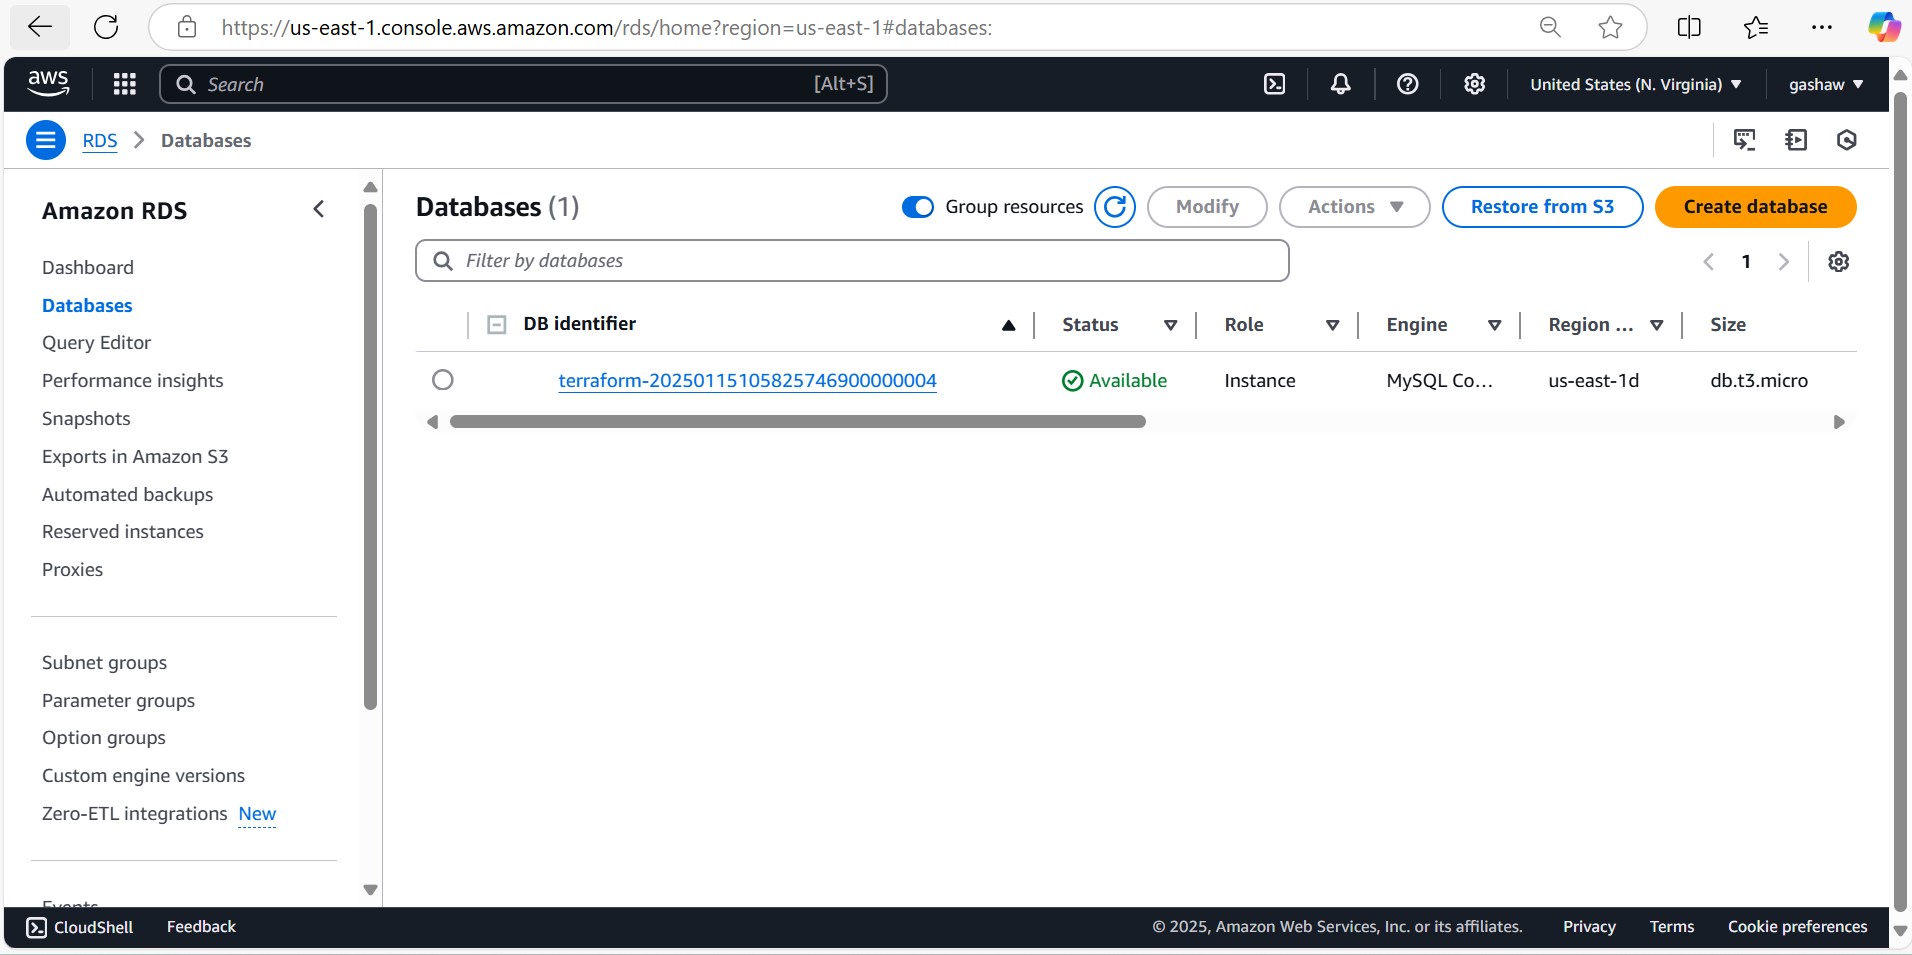 https://us-east-1.console.aws.amazon.com/rds/home?region=us-east-1#databases:
aws Search [Alt+S] United States (N. Virginia) gashaw
RDS Databases
Amazon RDS
Dashboard
Databases
Query Editor
Performance insights
Snapshots
Exports in Amazon S3
Automated backups
Reserved instances
Proxies
Subnet groups
Parameter groups
Option groups
Custom engine versions
Zero-ETL integrations New
Events
Databases (1) Group resources Modify Actions Restore from S3 Create database
Filter by databases 1
DB identifier Status Role Engine Region ... Size
terraform-20250115105825746900000004 Available Instance MySQL Co... us-east-1d db.t3.micro
CloudShell Feedback © 2025, Amazon Web Services, Inc. or its affiliates. Privacy Terms Cookie preferences